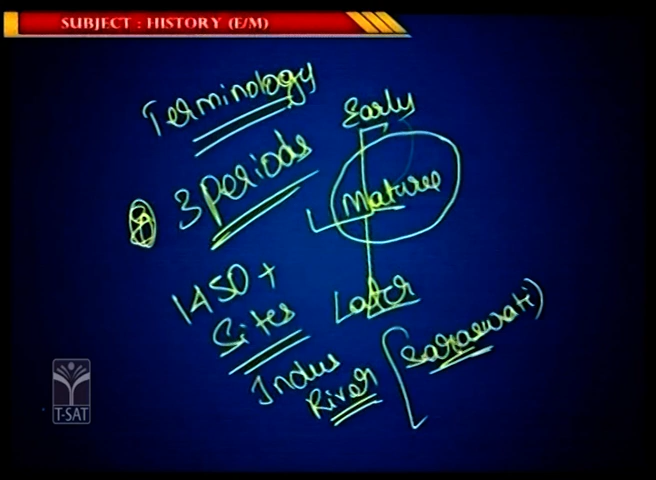 SUBJECT : HISTORY (E/M)
Terminology
Early
3 Periods
Mature
1450 +
Sites
Later
Indus
River
Saraswati)
T-SAT